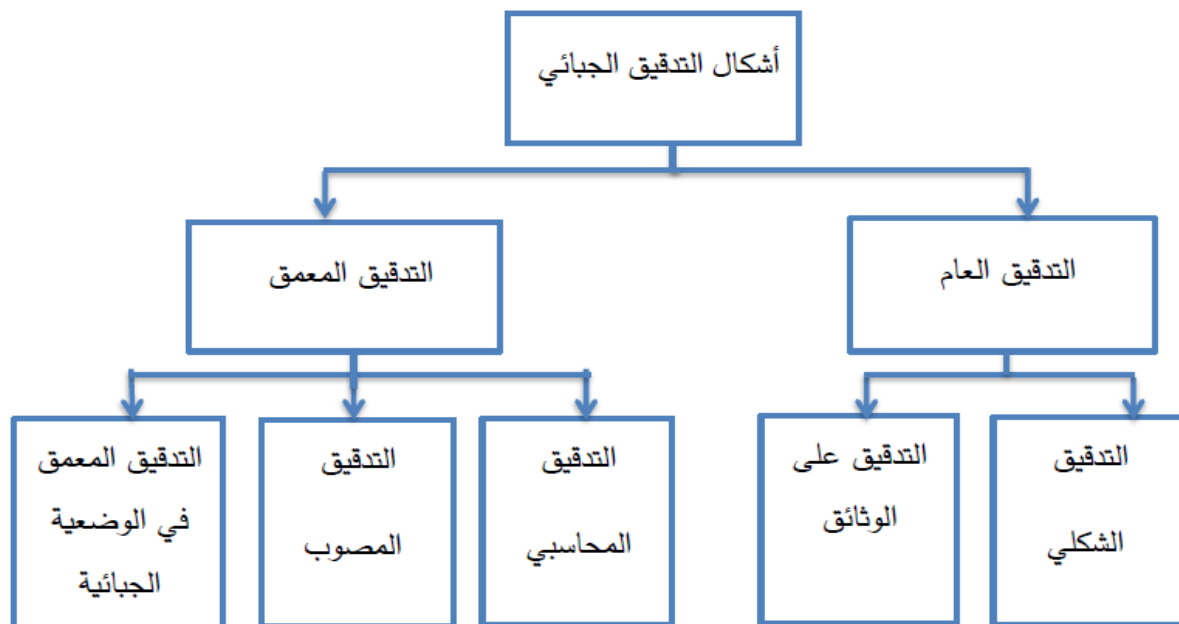 أشكال التدقيق الجبائي
التدقيق العام
التدقيق المعمق
التدقيق
الشكلي
التدقيق على
الوثائق
التدقيق
المحاسبي
التدقيق
المصوب
التدقيق المعمق
في الوضعية
الجبائية